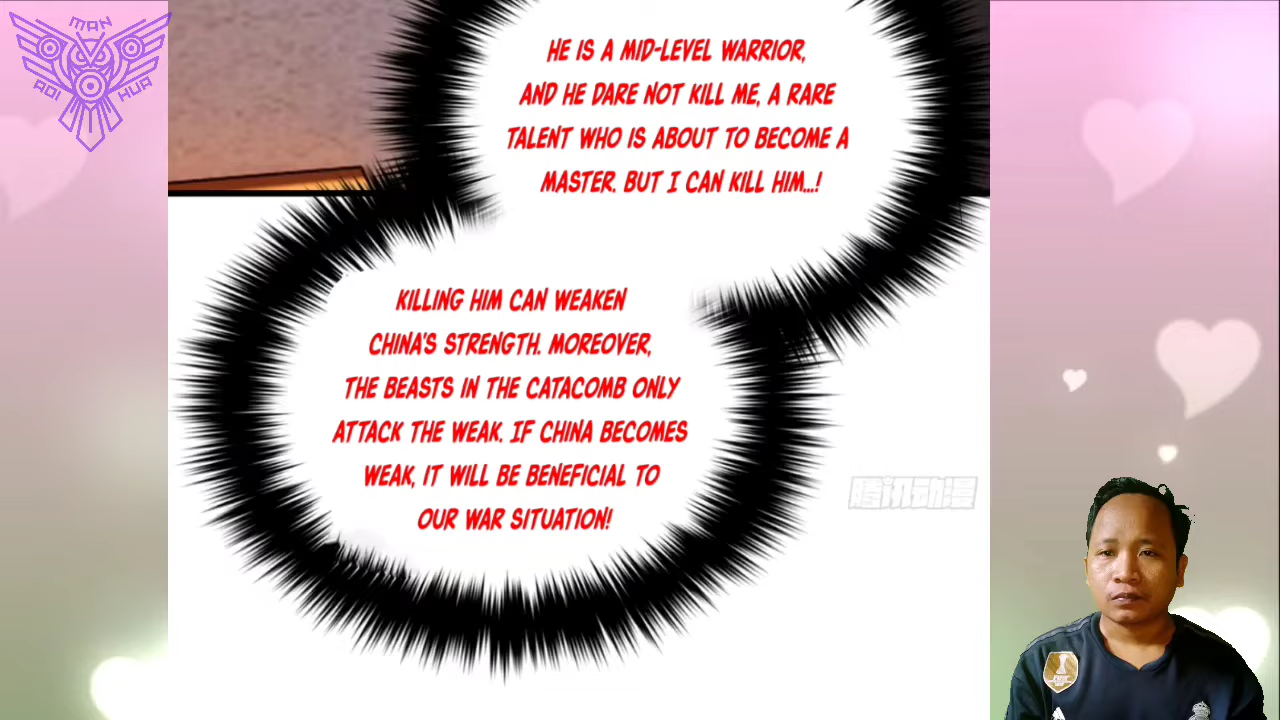 MAN
AOI HUA
HE IS A MID-LEVEL WARRIOR,
AND HE DARE NOT KILL ME, A RARE
TALENT WHO IS ABOUT TO BECOME A
MASTER. BUT I CAN KILL HIM...!
KILLING HIM CAN WEAKEN
CHINA'S STRENGTH. MOREOVER,
THE BEASTS IN THE CATACOMB ONLY
ATTACK THE WEAK. IF CHINA BECOMES
WEAK, IT WILL BE BENEFICIAL TO
OUR WAR SITUATION!
腾讯动漫